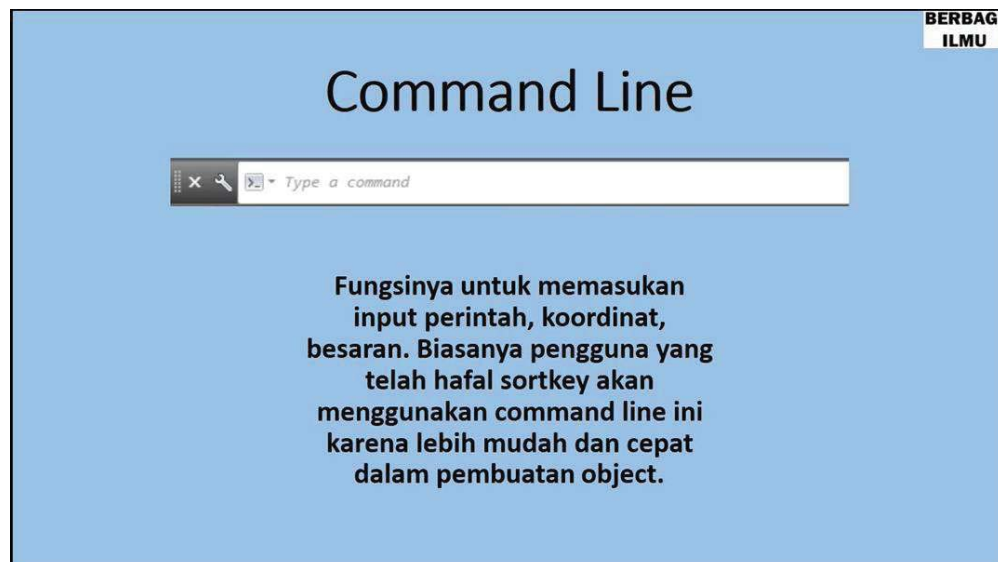 BERBAG
ILMU
Command Line
Type a command
Fungsinya untuk memasukan
input perintah, koordinat,
besaran. Biasanya pengguna yang
telah hafal sortkey akan
menggunakan command line ini
karena lebih mudah dan cepat
dalam pembuatan object.